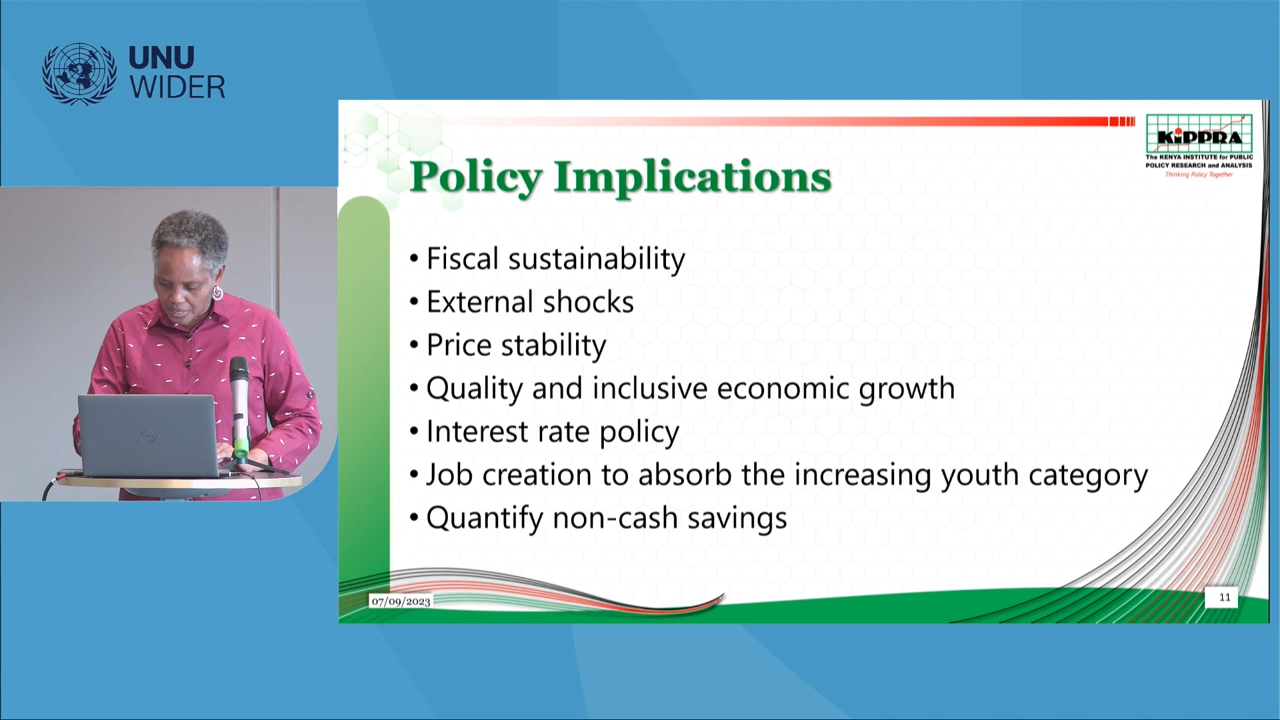 UNU
WIDER
KIPPRA
The KENYA INSTITUTE for PUBLIC
POLICY RESEARCH and ANALYSIS
Thinking Policy Together
Policy Implications
• Fiscal sustainability
• External shocks
• Price stability
• Quality and inclusive economic growth
• Interest rate policy
• Job creation to absorb the increasing youth category
• Quantify non-cash savings
07/09/2023
11